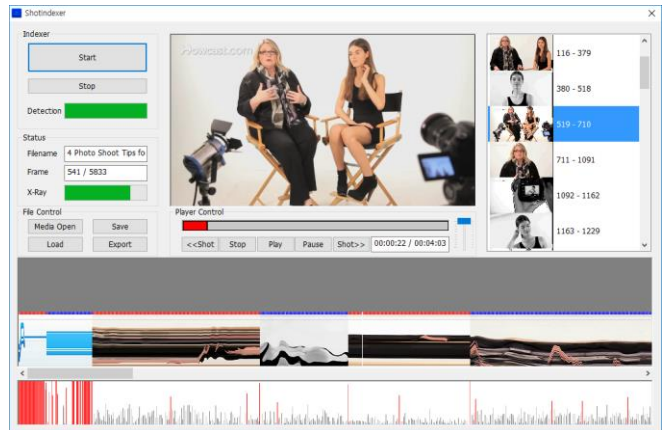 ShotIndexer
Indexer
Start
Stop
Detection
Status
Filename 4 Photo Shoot Tips fo
Frame 541 / 5833
X-Ray
File Control
Media Open Save
Load Export
Howcast.com
Player Control
<<Shot Stop Play Pause Shot>> 00:00:22 / 00:04:03
116 - 379
380 - 518
519 - 710
711 - 1091
1092 - 1162
1163 - 1229